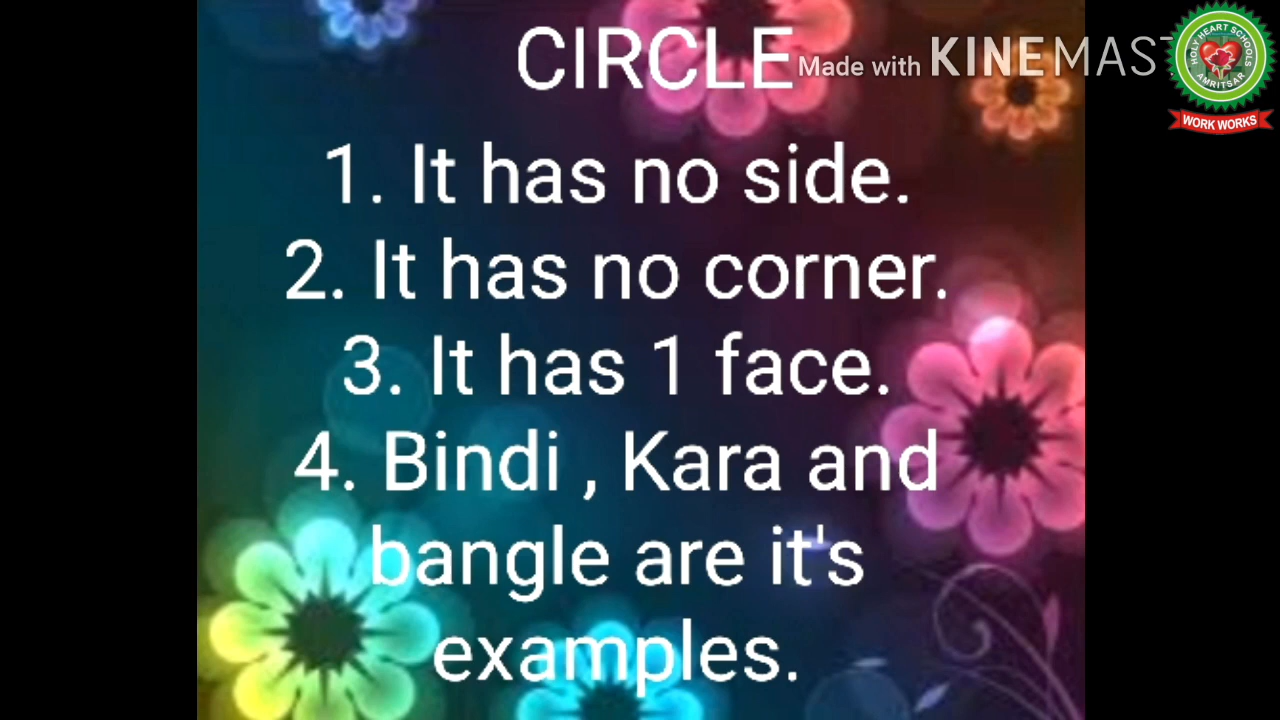 CIRCLE
Made with KINEMAST
HOLY HEART SCHOOLS
AMRITSAR
WORK WORKS
1. It has no side.
2. It has no corner.
3. It has 1 face.
4. Bindi , Kara and
bangle are it's
examples.